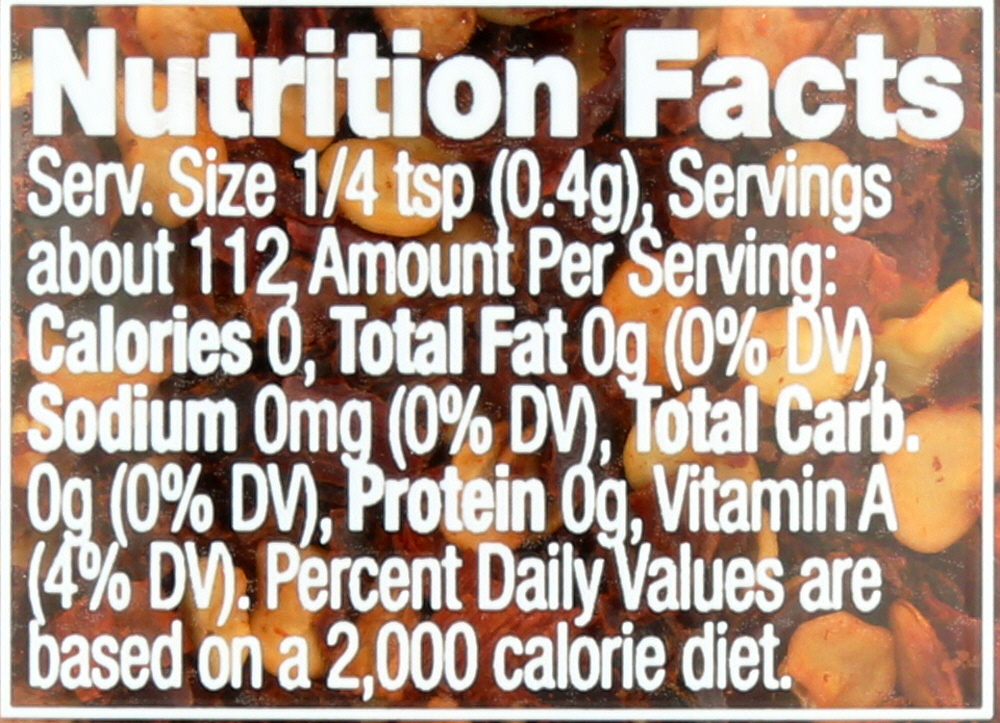 Nutrition Facts
Serv. Size 1/4 tsp (0.4g), Servings
about 112, Amount Per Serving:
Calories 0, Total Fat 0g (0% DV),
Sodium 0mg (0% DV), Total Carb.
0g (0% DV), Protein 0g, Vitamin A
(4% DV). Percent Daily Values are
based on a 2,000 calorie diet.